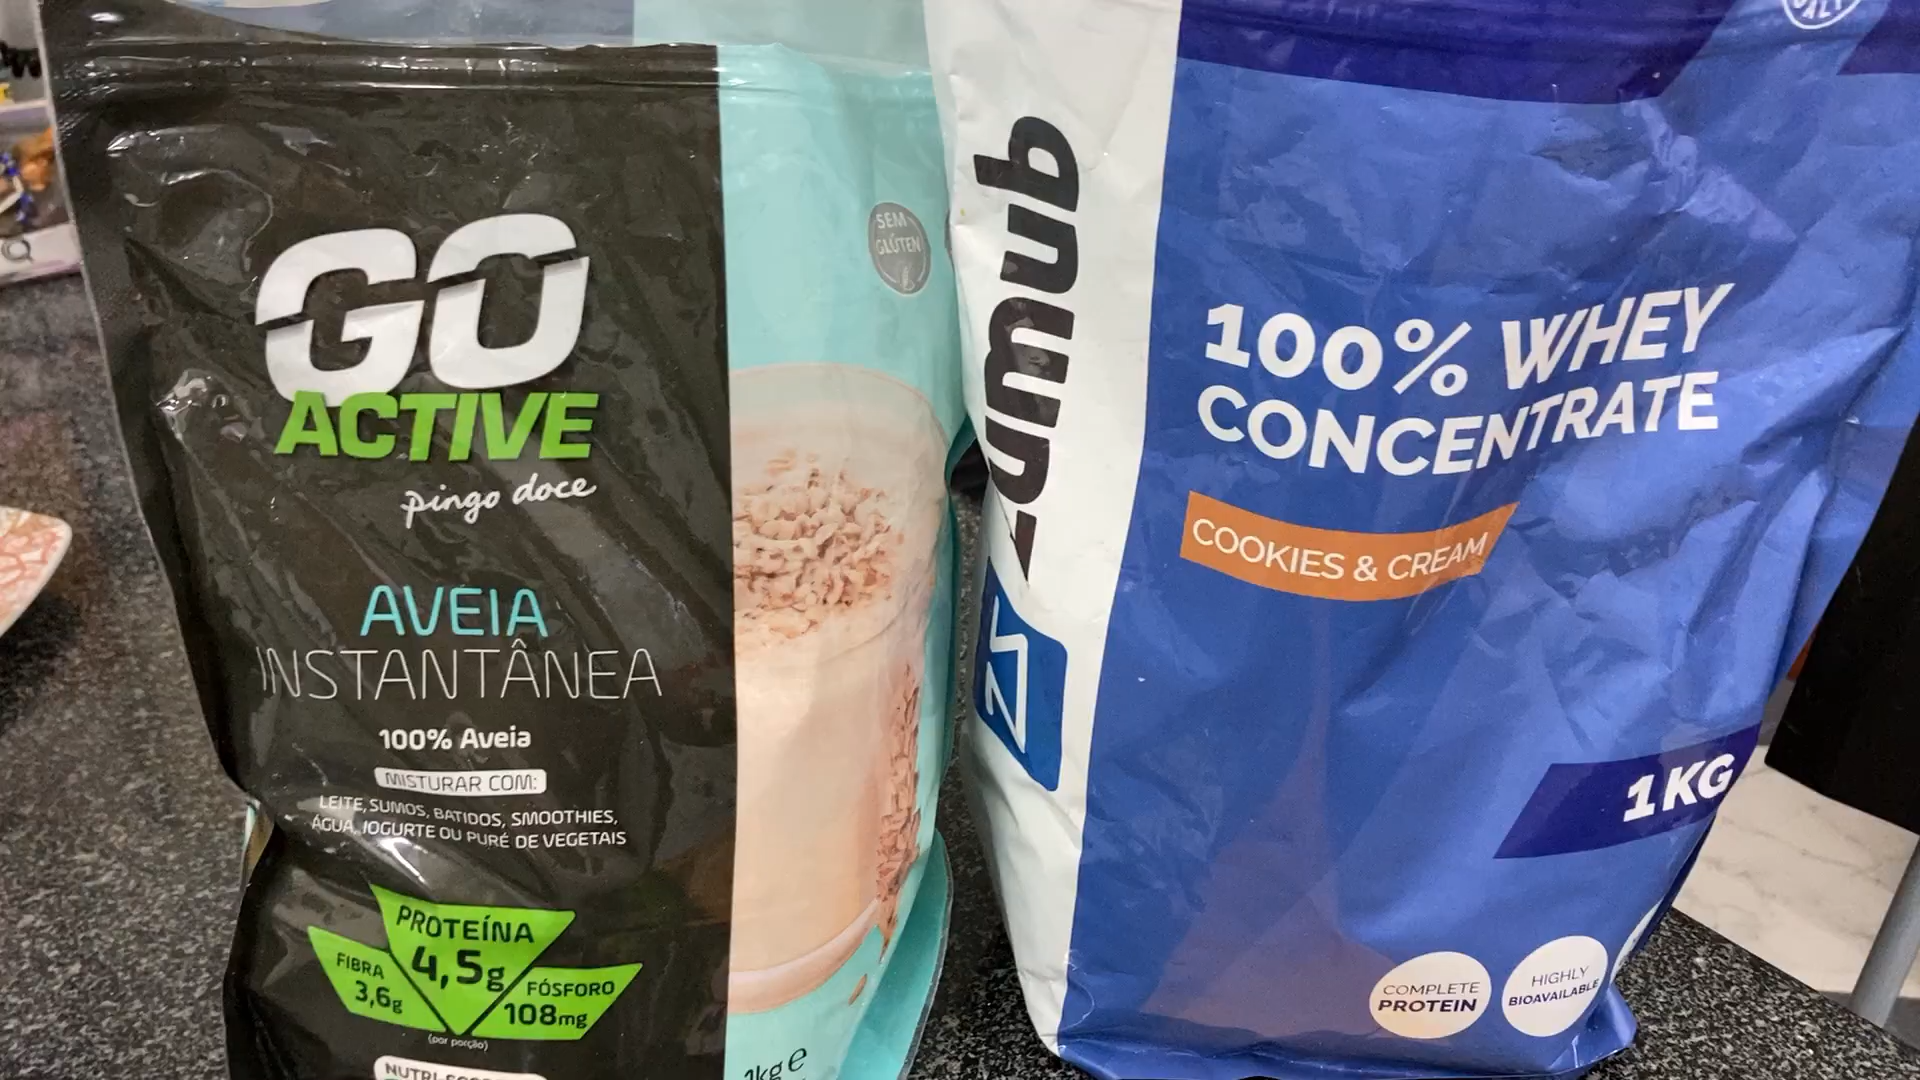 GO
ACTIVE
pingo doce
AVEIA
INSTANTÂNEA
100% Aveia
MISTURAR COM:
LEITE, SUMOS, BATIDOS, SMOOTHIES,
ÁGUA, IOGURTE OU PURÉ DE VEGETAIS
PROTEÍNA
4,5g
FIBRA
3,6g
FÓSFORO
108mg
(por porção)
SEM
GLÚTEN
1kg e
zumub
100% WHEY
CONCENTRATE
COOKIES & CREAM
1KG
COMPLETE
PROTEIN
HIGHLY
BIOAVAILABLE